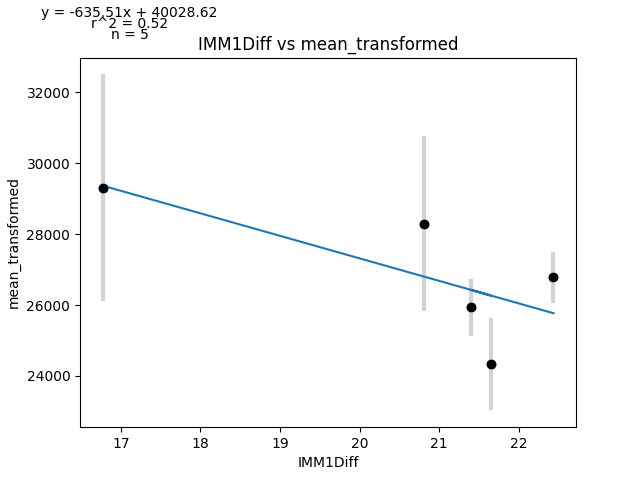 y = -635.51x + 40028.62
r^2 = 0.52
n = 5
IMM1Diff vs mean_transformed
32000
30000
28000
26000
24000
mean_transformed
17 18 19 20 21 22
IMM1Diff